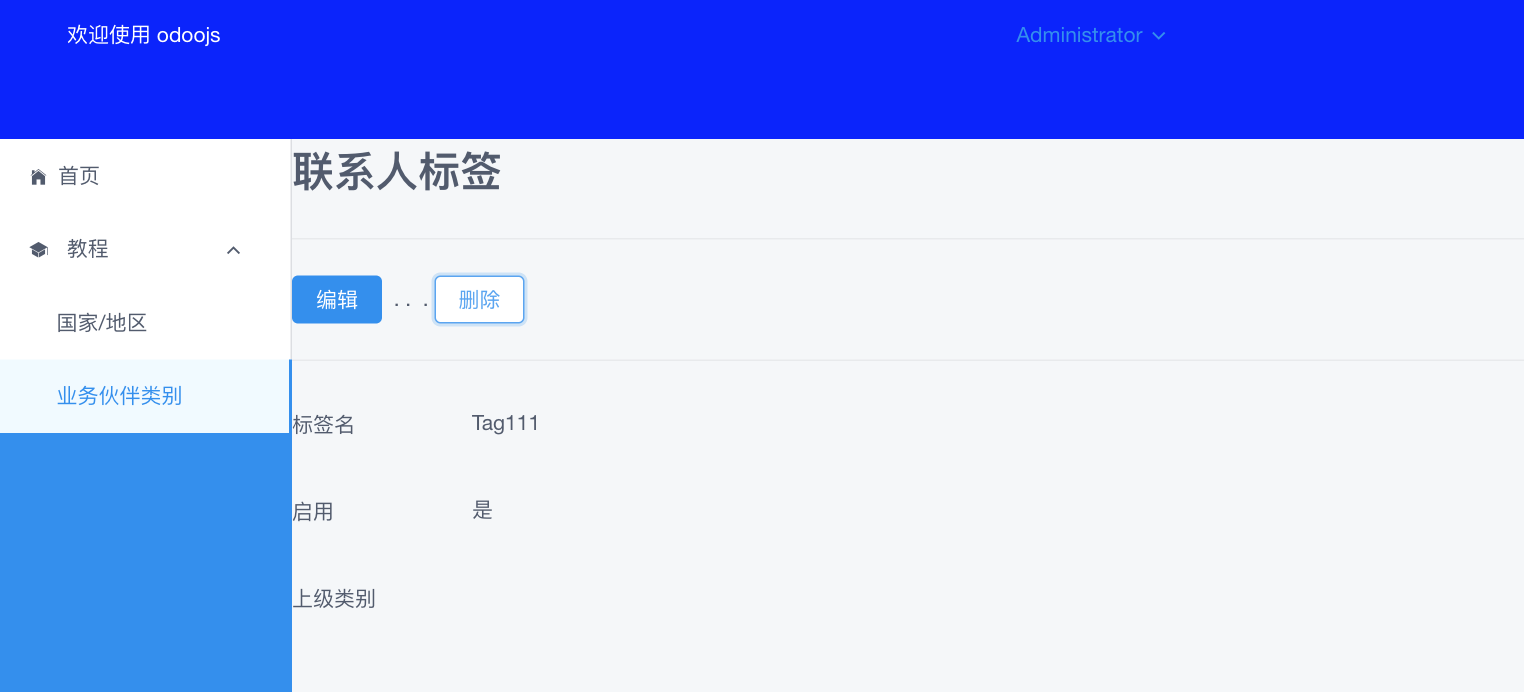 欢迎使用 odoojs
Administrator
首页
教程
国家/地区
业务伙伴类别
联系人标签
编辑 . . . 删除
标签名 Tag111
启用 是
上级类别